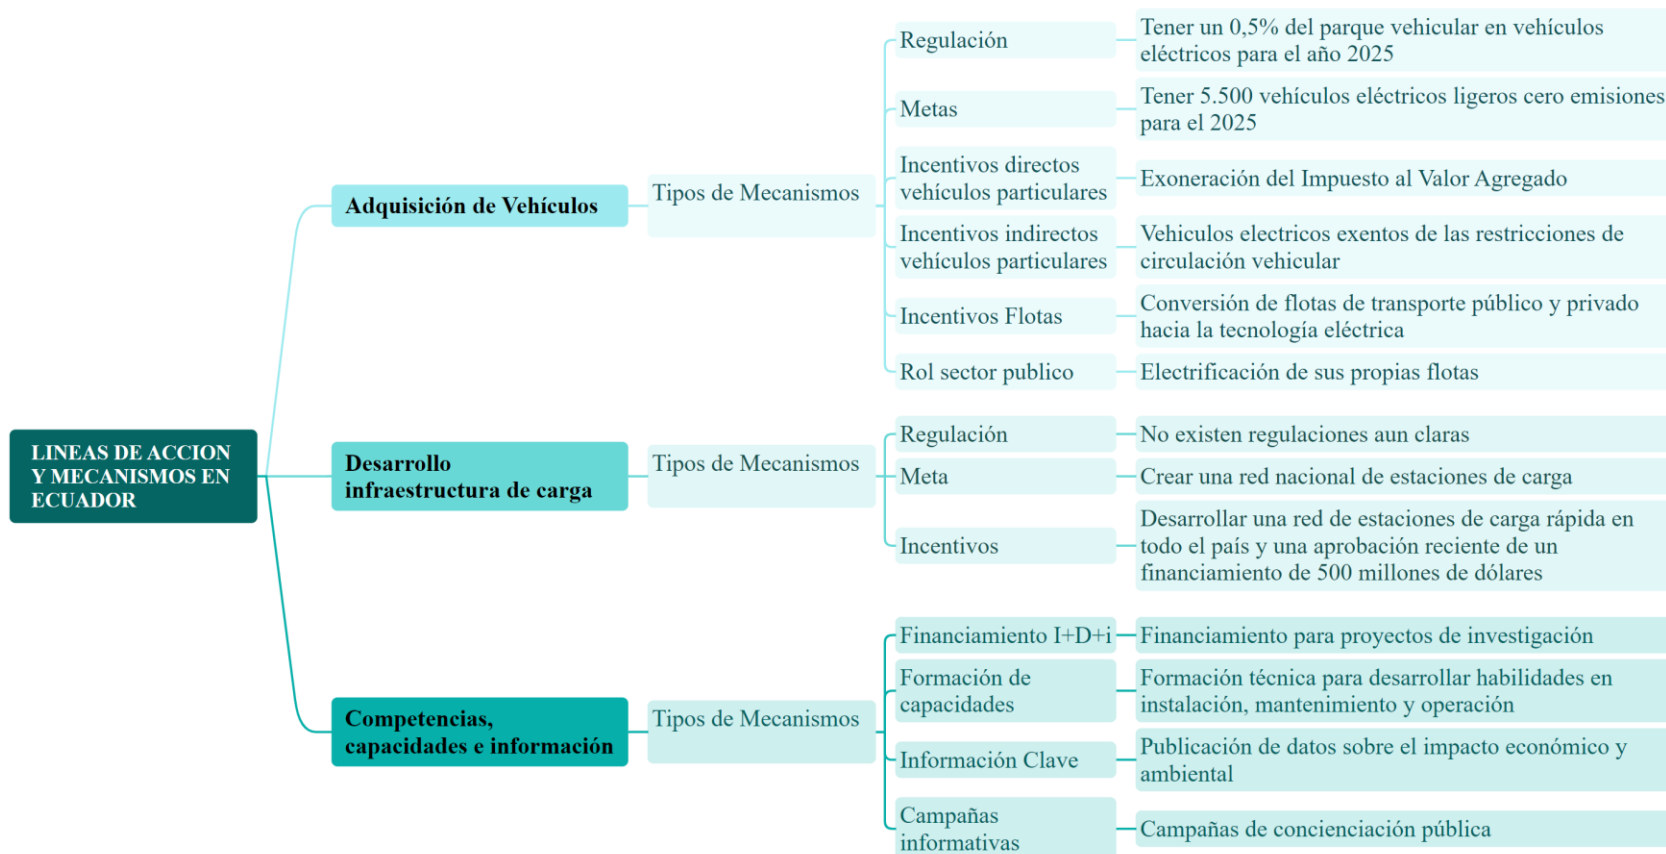 LINEAS DE ACCION
Y MECANISMOS EN
ECUADOR
Adquisición de Vehículos
Tipos de Mecanismos
Regulación
Tener un 0,5% del parque vehicular en vehículos
eléctricos para el año 2025
Metas
Tener 5.500 vehículos eléctricos ligeros cero emisiones
para el 2025
Incentivos directos
vehículos particulares
Exoneración del Impuesto al Valor Agregado
Incentivos indirectos
vehículos particulares
Vehiculos electricos exentos de las restricciones de
circulación vehicular
Incentivos Flotas
Conversión de flotas de transporte público y privado
hacia la tecnología eléctrica
Rol sector publico
Electrificación de sus propias flotas
Desarrollo
infraestructura de carga
Tipos de Mecanismos
Regulación
No existen regulaciones aun claras
Meta
Crear una red nacional de estaciones de carga
Incentivos
Desarrollar una red de estaciones de carga rápida en
todo el país y una aprobación reciente de un
financiamiento de 500 millones de dólares
Competencias,
capacidades e información
Tipos de Mecanismos
Financiamiento I+D+i
Financiamiento para proyectos de investigación
Formación de
capacidades
Formación técnica para desarrollar habilidades en
instalación, mantenimiento y operación
Información Clave
Publicación de datos sobre el impacto económico y
ambiental
Campañas
informativas
Campañas de concienciación pública